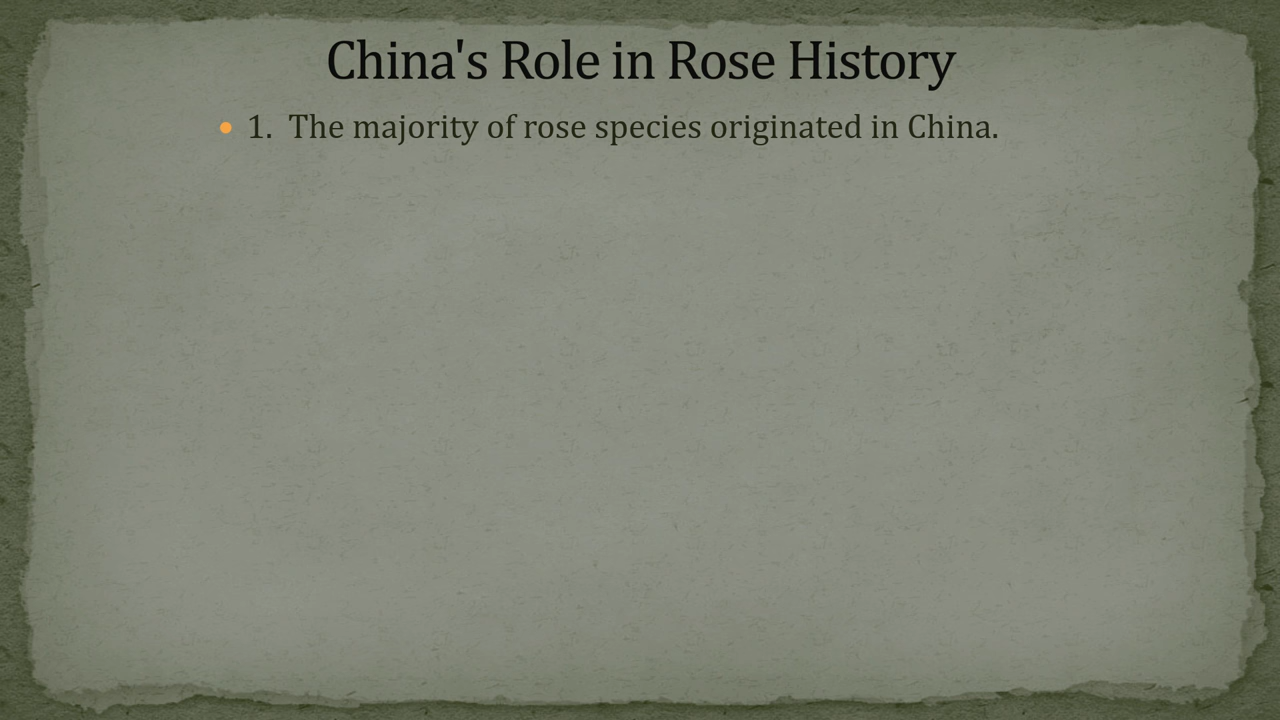 China's Role in Rose History
• 1. The majority of rose species originated in China.